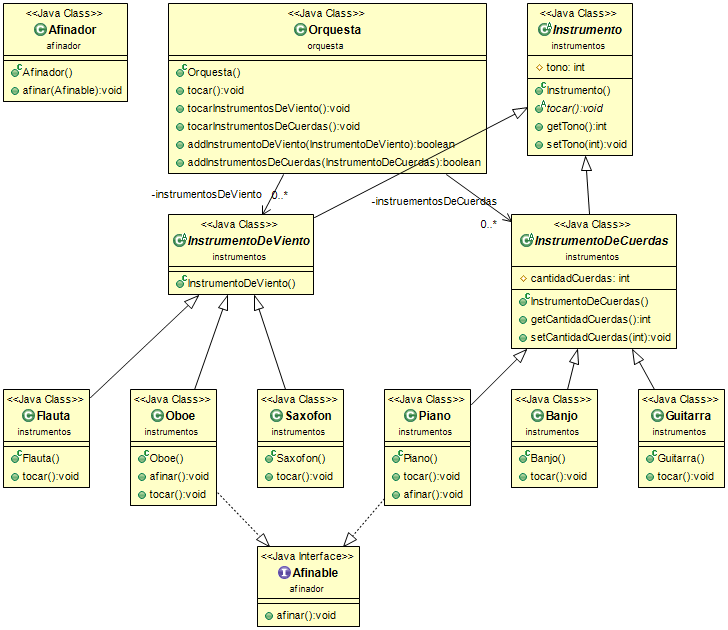 <<Java Class>>
Afinador
afinador
Afinador()
afinar(Afinable):void
<<Java Class>>
Orquesta
orquesta
Orquesta()
tocar():void
tocarInstrumentosDeViento():void
tocarInstrumentosDeCuerdas():void
addInstrumentoDeViento(InstrumentoDeViento):boolean
addInstrumentosDeCuerdas(InstrumentoDeCuerdas):boolean
<<Java Class>>
Instrumento
instrumentos
tono: int
Instrumento()
tocar():void
getTono():int
setTono(int):void
-instrumentosDeViento 0..*
-instruementosDeCuerdas
0..*
<<Java Class>>
InstrumentoDeViento
instrumentos
InstrumentoDeViento()
<<Java Class>>
InstrumentoDeCuerdas
instrumentos
cantidadCuerdas: int
InstrumentoDeCuerdas()
getCantidadCuerdas():int
setCantidadCuerdas(int):void
<<Java Class>>
Flauta
instrumentos
Flauta()
tocar():void
<<Java Class>>
Oboe
instrumentos
Oboe()
afinar():void
tocar():void
<<Java Class>>
Saxofon
instrumentos
Saxofon()
tocar():void
<<Java Class>>
Piano
instrumentos
Piano()
tocar():void
afinar():void
<<Java Class>>
Banjo
instrumentos
Banjo()
tocar():void
<<Java Class>>
Guitarra
instrumentos
Guitarra()
tocar():void
<<Java Interface>>
Afinable
afinador
afinar():void